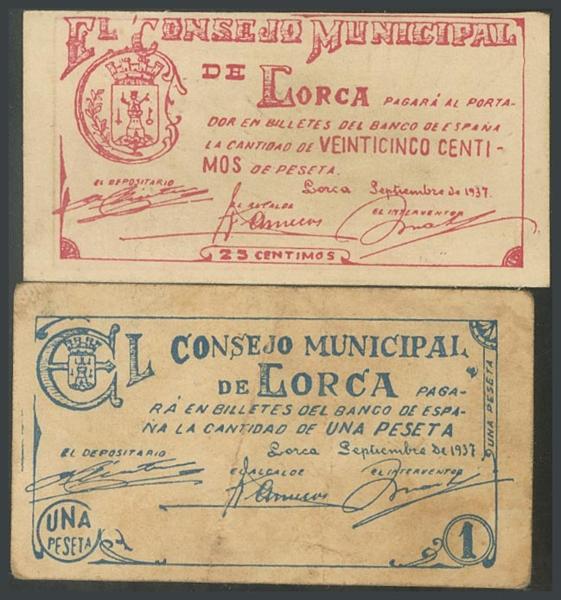 EL CONSEJO MUNICIPAL
DE LORCA PAGARÁ AL PORTA-
DOR EN BILLETES DEL BANCO DE ESPAÑA
LA CANTIDAD DE VEINTICINCO CENTI-
MOS DE PESETA.
Lorca Septiembre de 1937.
EL DEPOSITARIO
EL ALCALDE
EL INTERVENTOR
25 CENTIMOS
EL CONSEJO MUNICIPAL
DE LORCA PAGA-
RÁ EN BILLETES DEL BANCO DE ESPA-
ÑA LA CANTIDAD DE UNA PESETA
Lorca Septiembre de 1937
EL DEPOSITARIO
EL ALCALDE
EL INTERVENTOR
UNA PESETA
UNA
PESETA
1